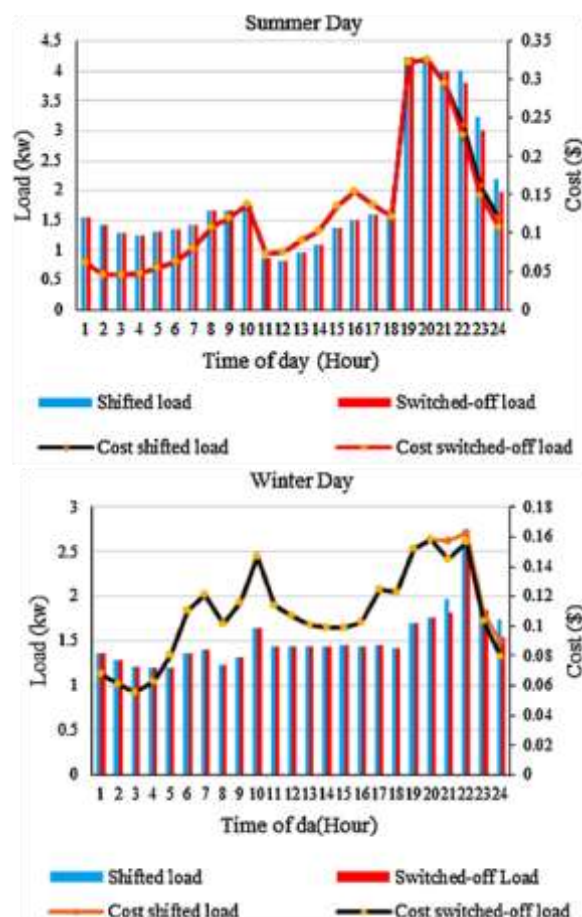 Summer Day
4.5
4
3.5
3
2.5
2
1.5
1
0.5
0
Load (kw)
0.35
0.3
0.25
0.2
0.15
0.1
0.05
0
Cost ($)
1 2 3 4 5 6 7 8 9 10 11 12 13 14 15 16 17 18 19 20 21 22 23 24
Time of day (Hour)
Shifted load
Switched-off load
Cost shifted load
Cost switched-off load
Winter Day
3
2.5
2
1.5
1
0.5
0
Load (kw)
0.18
0.16
0.14
0.12
0.1
0.08
0.06
0.04
0.02
0
Cost ($)
1 2 3 4 5 6 7 8 9 10 11 12 13 14 15 16 17 18 19 20 21 22 23 24
Time of da(Hour)
Shifted load
Switched-off Load
Cost shifted load
Cost switched-off load